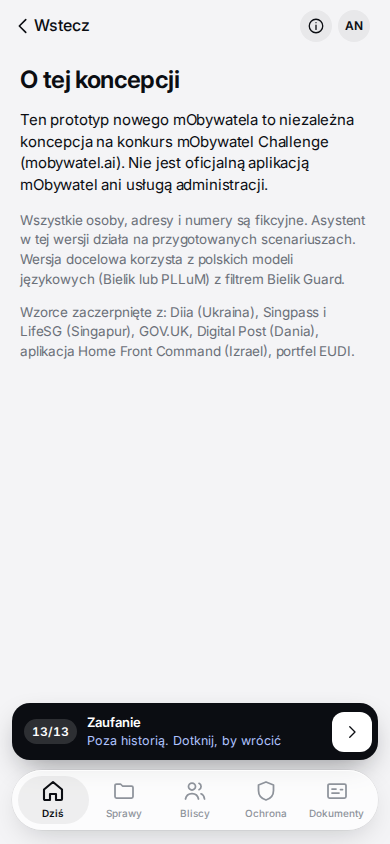 Wstecz
AN
O tej koncepcji
Ten prototyp nowego mObywatela to niezależna
koncepcja na konkurs mObywatel Challenge
(mobywatel.ai). Nie jest oficjalną aplikacją
mObywatel ani usługą administracji.
Wszystkie osoby, adresy i numery są fikcyjne. Asystent
w tej wersji działa na przygotowanych scenariuszach.
Wersja docelowa korzysta z polskich modeli
językowych (Bielik lub PLLuM) z filtrem Bielik Guard.
Wzorce zaczerpnięte z: Diia (Ukraina), Singpass i
LifeSG (Singapur), GOV.UK, Digital Post (Dania),
aplikacja Home Front Command (Izrael), portfel EUDI.
13/13
Zaufanie
Poza historią. Dotknij, by wrócić
Dziś
Sprawy
Bliscy
Ochrona
Dokumenty